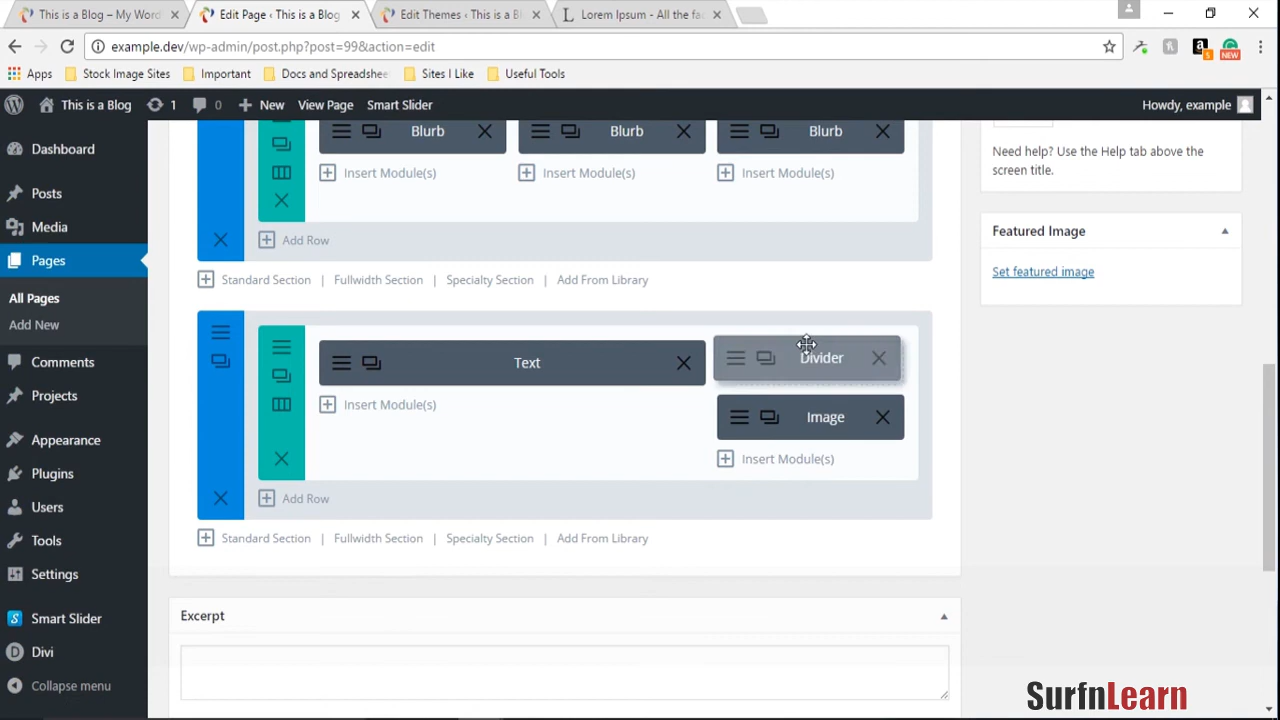 This is a Blog – My Wor
Edit Page ‹ This is a Blog
Edit Themes ‹ This is a B
Lorem Ipsum - All the fa
example.dev/wp-admin/post.php?post=99&action=edit
5
NEW
Apps
Stock Image Sites
Important
Docs and Spreadshe
Sites I Like
Useful Tools
This is a Blog
1
0
New
View Page
Smart Slider
Howdy, example
Dashboard
Posts
Media
Pages
All Pages
Add New
Comments
Projects
Appearance
Plugins
Users
Tools
Settings
Smart Slider
Divi
Collapse menu
Blurb
Blurb
Blurb
Insert Module(s)
Insert Module(s)
Insert Module(s)
Add Row
Standard Section | Fullwidth Section | Specialty Section | Add From Library
Text
Divider
Insert Module(s)
Image
Insert Module(s)
Add Row
Standard Section | Fullwidth Section | Specialty Section | Add From Library
Excerpt
Need help? Use the Help tab above the
screen title.
Featured Image
Set featured image
SurfnLearn